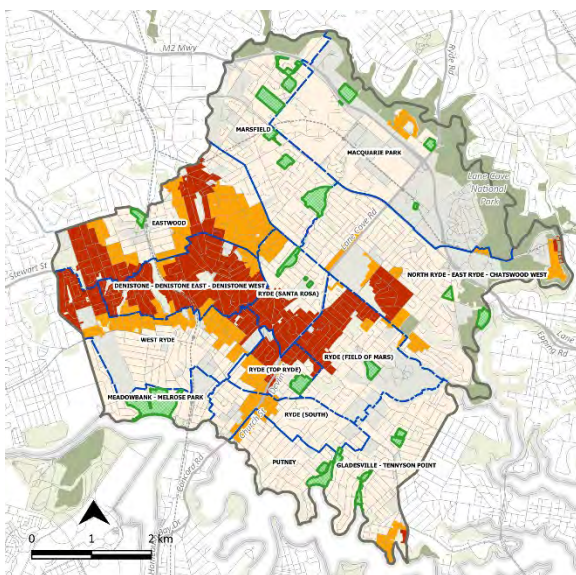 M2 Mwy
Ryde Rd
MARSFIELD
MACQUARIE PARK
Lane Cove
National
Park
EASTWOOD
Lane Cove Rd
Stewart St
NORTH RYDE - EAST RYDE - CHATSWOOD WEST
DENISTONE - DENISTONE EAST - DENISTONE WEST
RYDE (SANTA ROSA)
Lane
Epping Rd
WEST RYDE
RYDE (FIELD OF MARS)
RYDE (TOP RYDE)
MEADOWBANK - MELROSE PARK
Church St
RYDE (SOUTH)
PUTNEY
GLADESVILLE - TENNYSON POINT
Concord Rd
0 1 2 km